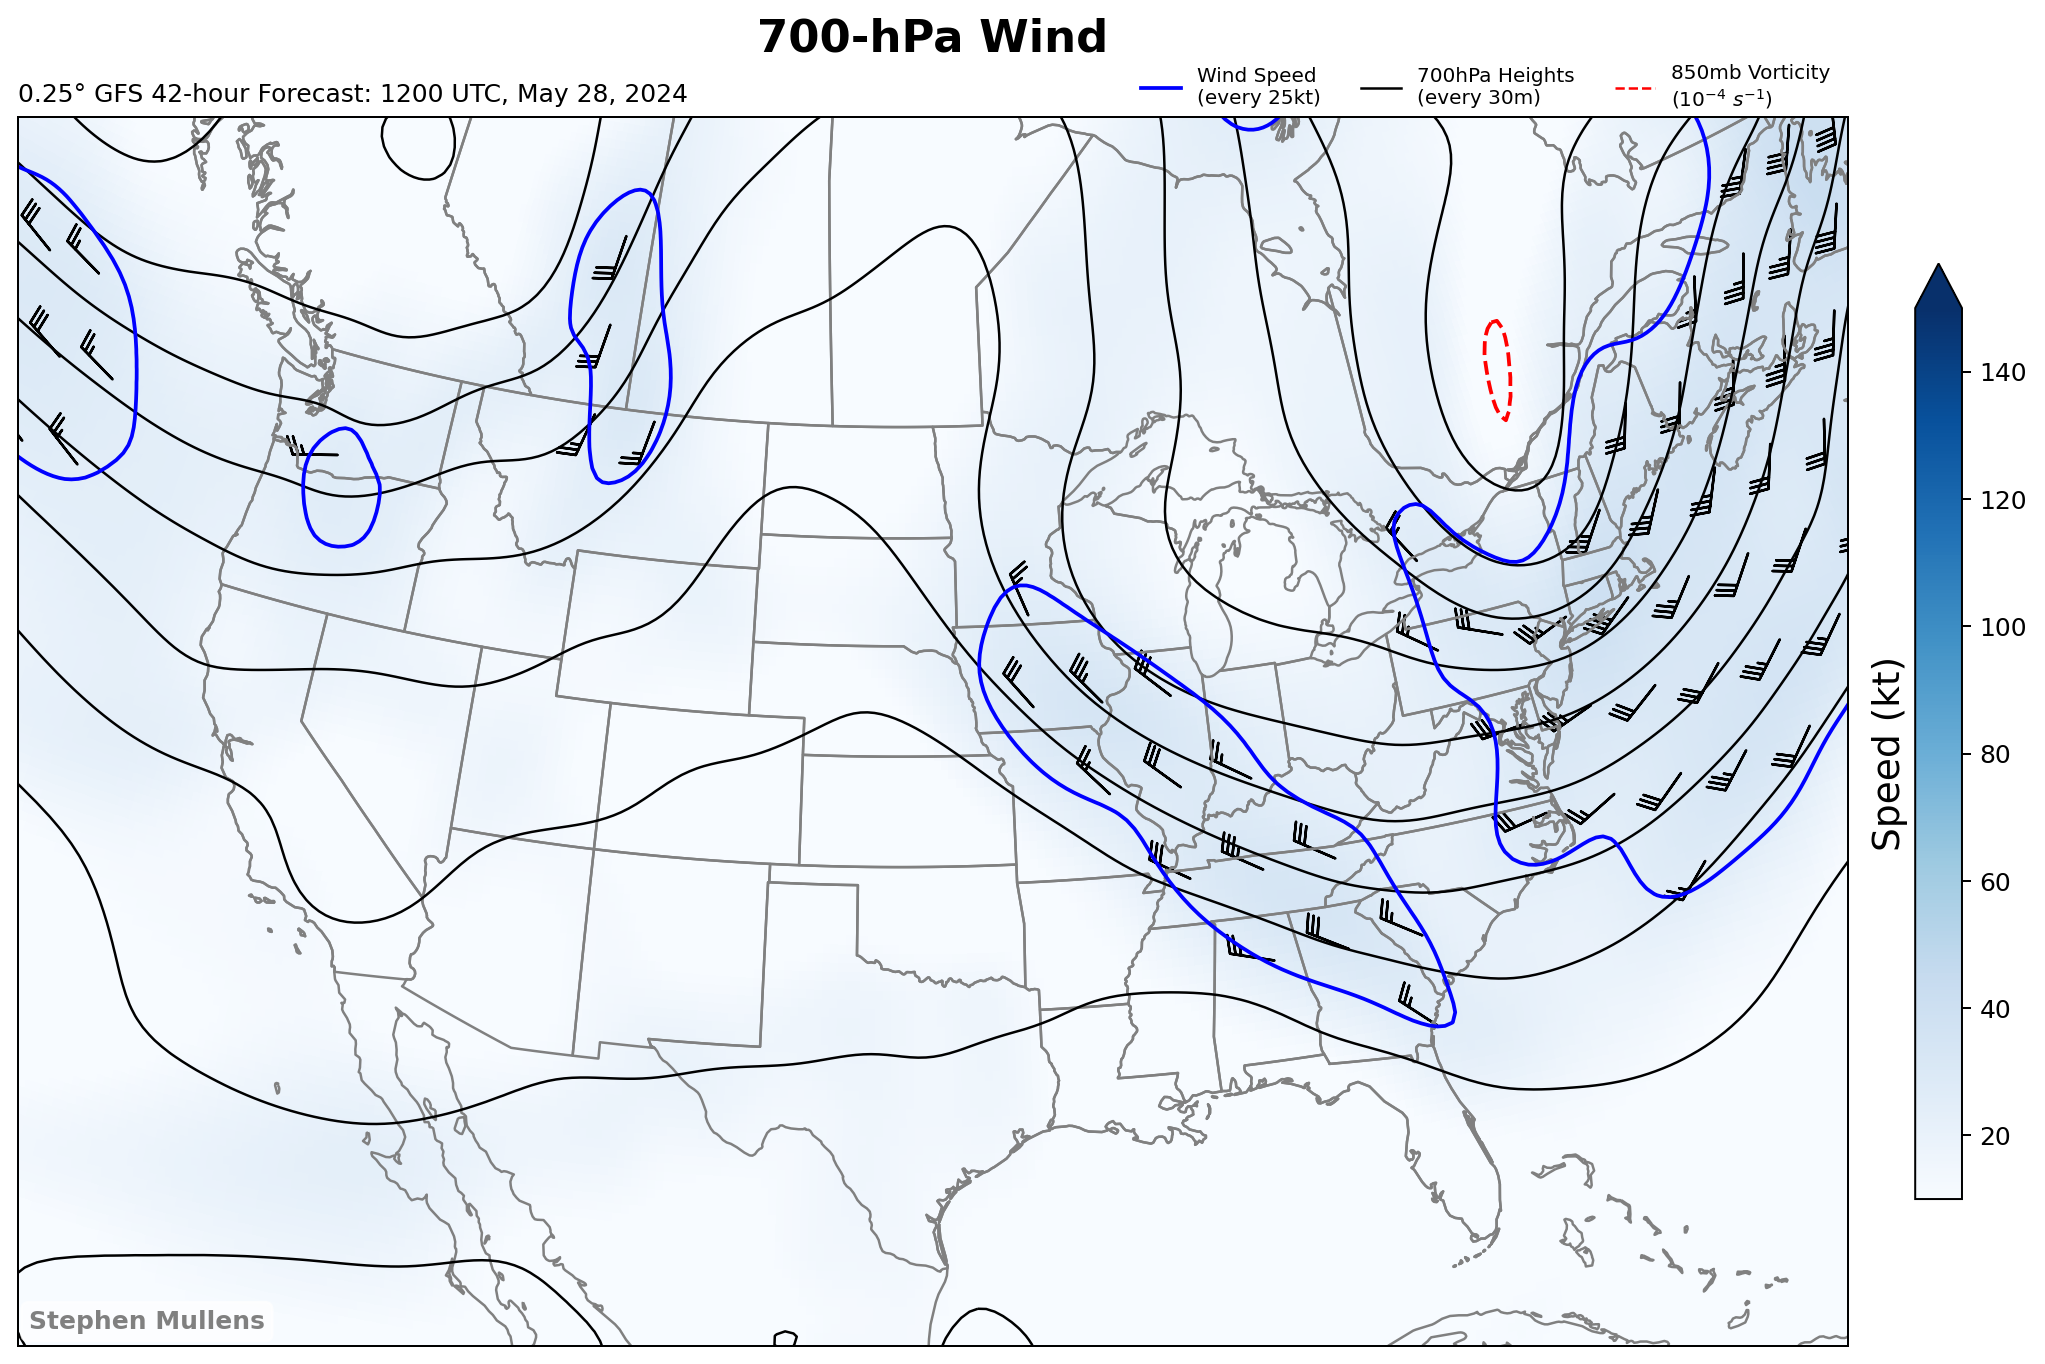 700-hPa Wind
0.25° GFS 42-hour Forecast: 1200 UTC, May 28, 2024
Wind Speed
(every 25kt)
700hPa Heights
(every 30m)
850mb Vorticity
(10⁻⁴ s⁻¹)
140
120
100
80
60
40
20
Speed (kt)
Stephen Mullens